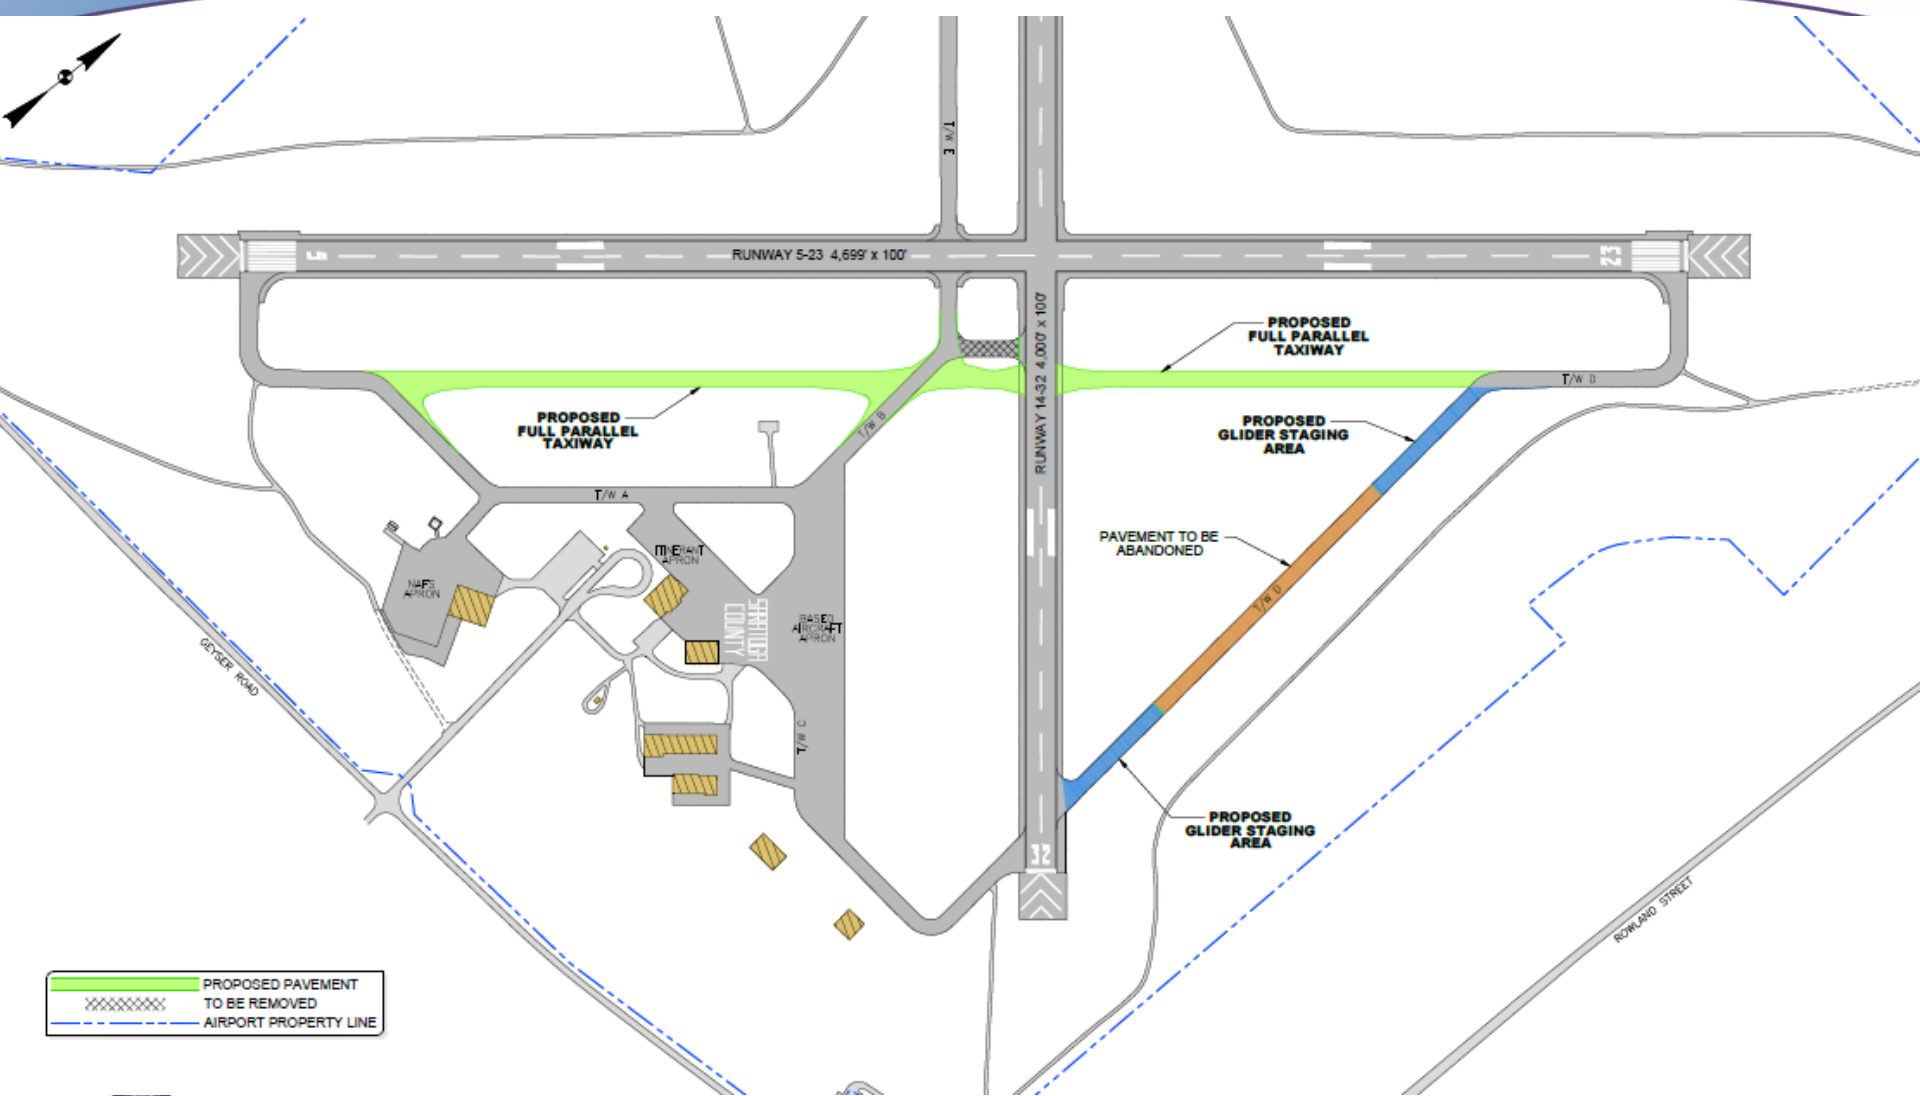 T/W E
5
RUNWAY 5-23 4,699' x 100'
23
RUNWAY 14-32 4,000' x 100'
PROPOSED
FULL PARALLEL
TAXIWAY
T/W D
PROPOSED
FULL PARALLEL
TAXIWAY
T/W B
PROPOSED
GLIDER STAGING
AREA
T/W A
PAVEMENT TO BE
ABANDONED
ITINERANT
APRON
NAFS
APRON
T/W D
SARATOGA
COUNTY
BASED
AIRCRAFT
APRON
GEYSER ROAD
T/W C
PROPOSED
GLIDER STAGING
AREA
32
ROWLAND STREET
PROPOSED PAVEMENT
TO BE REMOVED
AIRPORT PROPERTY LINE